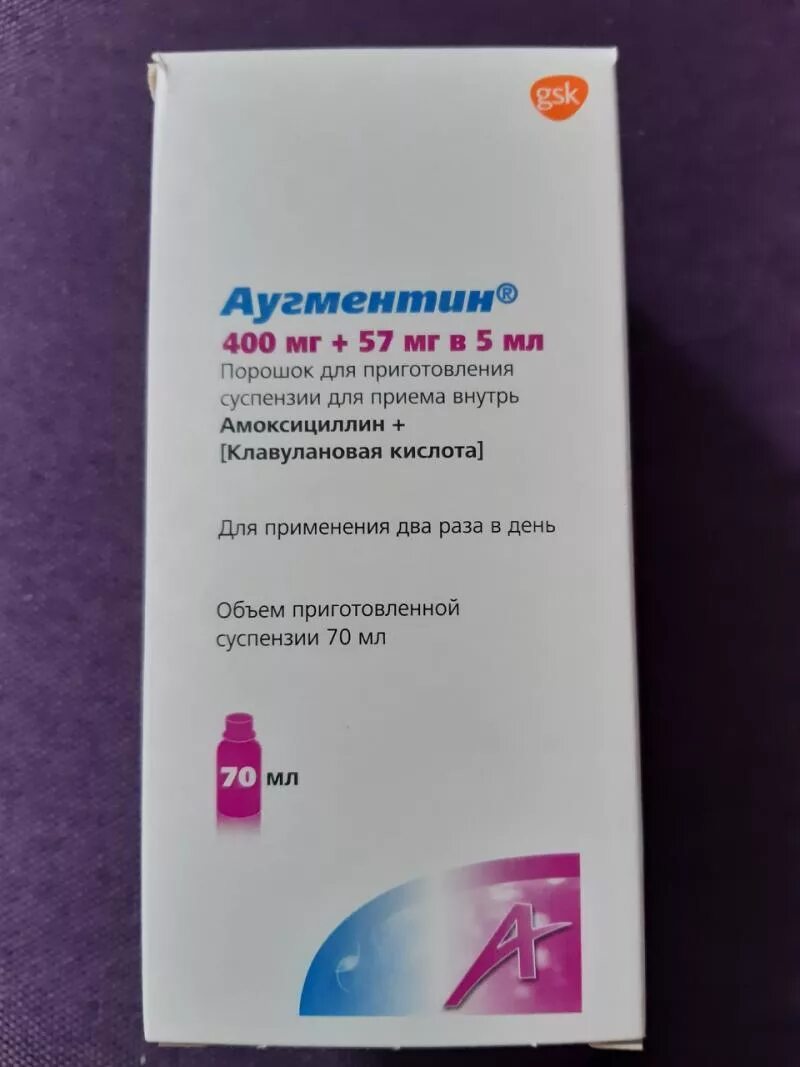 gsk
Аугментин®
400 мг + 57 мг в 5 мл
Порошок для приготовления
суспензии для приема внутрь
Амоксициллин +
[Клавулановая кислота]
Для применения два раза в день
Объем приготовленной
суспензии 70 мл
70 мл
A